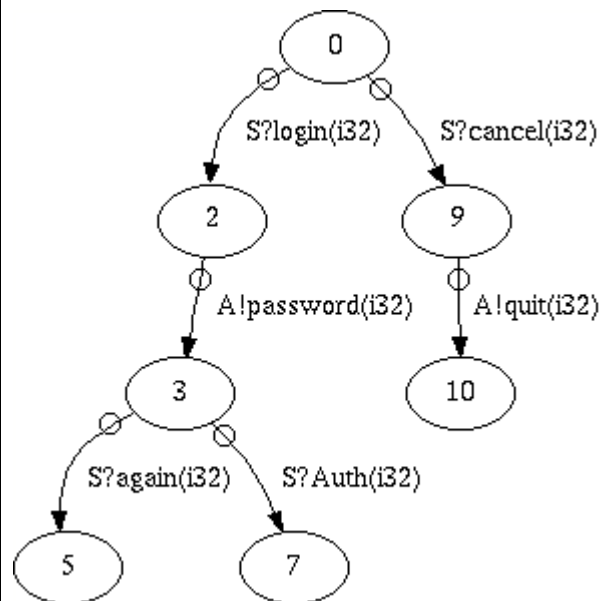 0
S?login(i32) S?cancel(i32)
2 9
A!password(i32) A!quit(i32)
3 10
S?again(i32) S?Auth(i32)
5 7